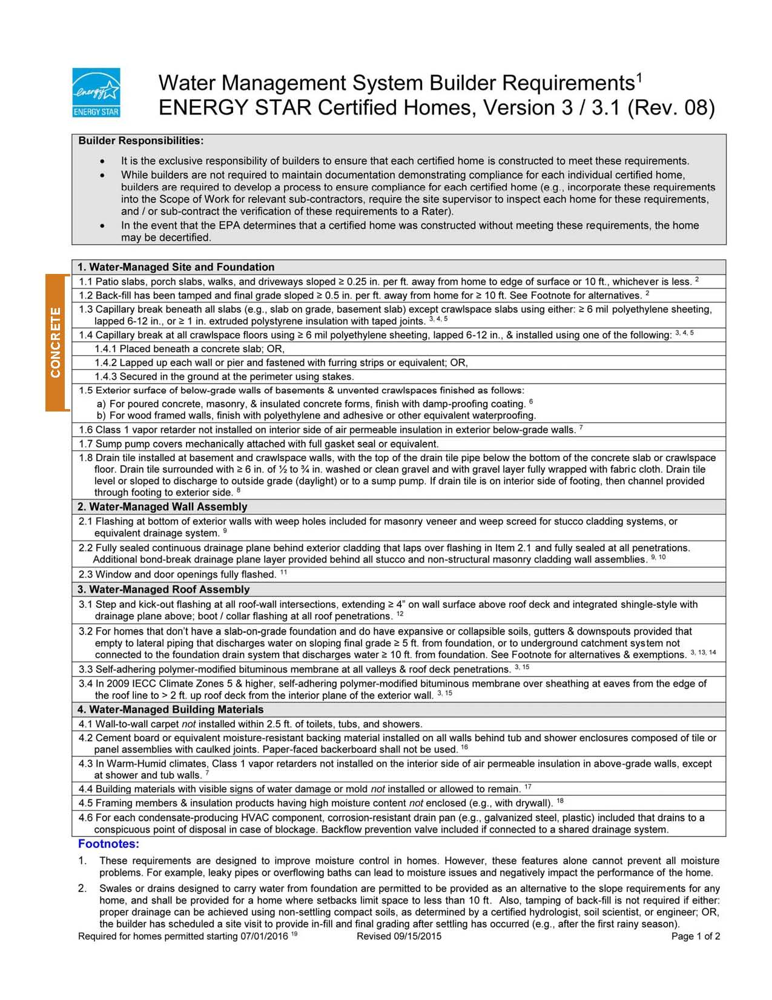 energy
ENERGY STAR
Water Management System Builder Requirements¹
ENERGY STAR Certified Homes, Version 3 / 3.1 (Rev. 08)
Builder Responsibilities:
• It is the exclusive responsibility of builders to ensure that each certified home is constructed to meet these requirements.
• While builders are not required to maintain documentation demonstrating compliance for each individual certified home,
builders are required to develop a process to ensure compliance for each certified home (e.g., incorporate these requirements
into the Scope of Work for relevant sub-contractors, require the site supervisor to inspect each home for these requirements,
and / or sub-contract the verification of these requirements to a Rater).
• In the event that the EPA determines that a certified home was constructed without meeting these requirements, the home
may be decertified.
CONCRETE
1. Water-Managed Site and Foundation
1.1 Patio slabs, porch slabs, walks, and driveways sloped ≥ 0.25 in. per ft. away from home to edge of surface or 10 ft., whichever is less. ²
1.2 Back-fill has been tamped and final grade sloped ≥ 0.5 in. per ft. away from home for ≥ 10 ft. See Footnote for alternatives. ²
1.3 Capillary break beneath all slabs (e.g., slab on grade, basement slab) except crawlspace slabs using either: ≥ 6 mil polyethylene sheeting,
lapped 6-12 in., or ≥ 1 in. extruded polystyrene insulation with taped joints. ³, ⁴, ⁵
1.4 Capillary break at all crawlspace floors using ≥ 6 mil polyethylene sheeting, lapped 6-12 in., & installed using one of the following: ³, ⁴, ⁵
1.4.1 Placed beneath a concrete slab; OR,
1.4.2 Lapped up each wall or pier and fastened with furring strips or equivalent; OR,
1.4.3 Secured in the ground at the perimeter using stakes.
1.5 Exterior surface of below-grade walls of basements & unvented crawlspaces finished as follows:
a) For poured concrete, masonry, & insulated concrete forms, finish with damp-proofing coating. ⁶
b) For wood framed walls, finish with polyethylene and adhesive or other equivalent waterproofing.
1.6 Class 1 vapor retarder not installed on interior side of air permeable insulation in exterior below-grade walls. ⁷
1.7 Sump pump covers mechanically attached with full gasket seal or equivalent.
1.8 Drain tile installed at basement and crawlspace walls, with the top of the drain tile pipe below the bottom of the concrete slab or crawlspace
floor. Drain tile surrounded with ≥ 6 in. of ½ to ¾ in. washed or clean gravel and with gravel layer fully wrapped with fabric cloth. Drain tile
level or sloped to discharge to outside grade (daylight) or to a sump pump. If drain tile is on interior side of footing, then channel provided
through footing to exterior side. ⁸
2. Water-Managed Wall Assembly
2.1 Flashing at bottom of exterior walls with weep holes included for masonry veneer and weep screed for stucco cladding systems, or
equivalent drainage system. ⁹
2.2 Fully sealed continuous drainage plane behind exterior cladding that laps over flashing in Item 2.1 and fully sealed at all penetrations.
Additional bond-break drainage plane layer provided behind all stucco and non-structural masonry cladding wall assemblies. ⁹, ¹⁰
2.3 Window and door openings fully flashed. ¹¹
3. Water-Managed Roof Assembly
3.1 Step and kick-out flashing at all roof-wall intersections, extending ≥ 4" on wall surface above roof deck and integrated shingle-style with
drainage plane above; boot / collar flashing at all roof penetrations. ¹²
3.2 For homes that don't have a slab-on-grade foundation and do have expansive or collapsible soils, gutters & downspouts provided that
empty to lateral piping that discharges water on sloping final grade ≥ 5 ft. from foundation, or to underground catchment system not
connected to the foundation drain system that discharges water ≥ 10 ft. from foundation. See Footnote for alternatives & exemptions. ³, ¹³, ¹⁴
3.3 Self-adhering polymer-modified bituminous membrane at all valleys & roof deck penetrations. ³, ¹⁵
3.4 In 2009 IECC Climate Zones 5 & higher, self-adhering polymer-modified bituminous membrane over sheathing at eaves from the edge of
the roof line to > 2 ft. up roof deck from the interior plane of the exterior wall. ³, ¹⁵
4. Water-Managed Building Materials
4.1 Wall-to-wall carpet not installed within 2.5 ft. of toilets, tubs, and showers.
4.2 Cement board or equivalent moisture-resistant backing material installed on all walls behind tub and shower enclosures composed of tile or
panel assemblies with caulked joints. Paper-faced backerboard shall not be used. ¹⁶
4.3 In Warm-Humid climates, Class 1 vapor retarders not installed on the interior side of air permeable insulation in above-grade walls, except
at shower and tub walls. ⁷
4.4 Building materials with visible signs of water damage or mold not installed or allowed to remain. ¹⁷
4.5 Framing members & insulation products having high moisture content not enclosed (e.g., with drywall). ¹⁸
4.6 For each condensate-producing HVAC component, corrosion-resistant drain pan (e.g., galvanized steel, plastic) included that drains to a
conspicuous point of disposal in case of blockage. Backflow prevention valve included if connected to a shared drainage system.
Footnotes:
1. These requirements are designed to improve moisture control in homes. However, these features alone cannot prevent all moisture
problems. For example, leaky pipes or overflowing baths can lead to moisture issues and negatively impact the performance of the home.
2. Swales or drains designed to carry water from foundation are permitted to be provided as an alternative to the slope requirements for any
home, and shall be provided for a home where setbacks limit space to less than 10 ft. Also, tamping of back-fill is not required if either:
proper drainage can be achieved using non-settling compact soils, as determined by a certified hydrologist, soil scientist, or engineer; OR,
the builder has scheduled a site visit to provide in-fill and final grading after settling has occurred (e.g., after the first rainy season).
Required for homes permitted starting 07/01/2016 ¹⁹ Revised 09/15/2015 Page 1 of 2